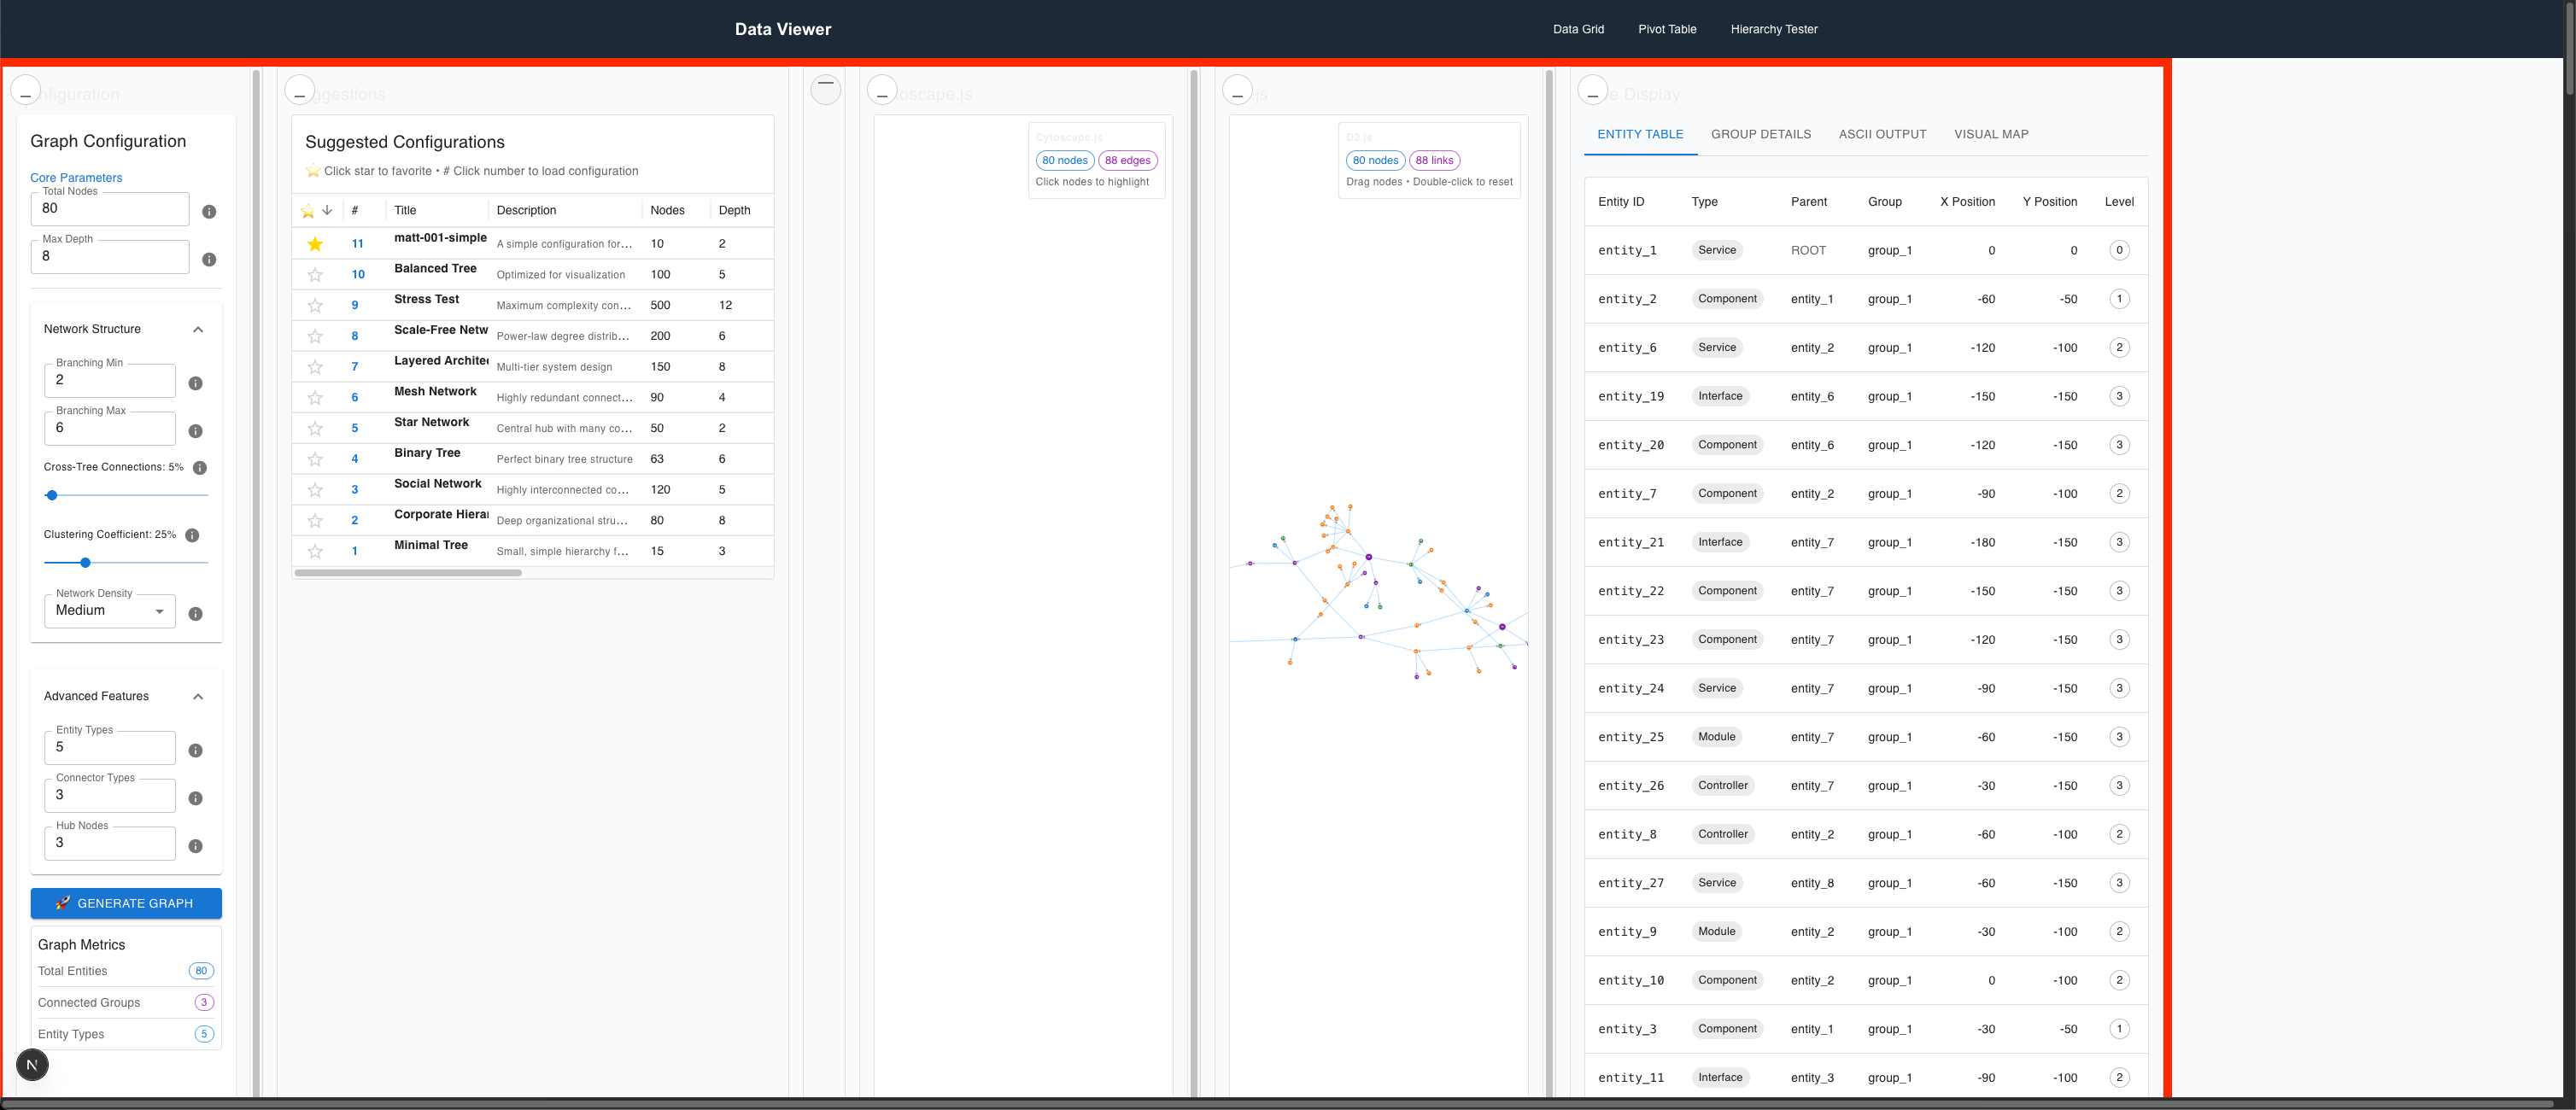 Data Viewer
Data Grid
Pivot Table
Hierarchy Tester
nfiguration
Graph Configuration
Core Parameters
Total Nodes
80
Max Depth
8
Network Structure
Branching Min
2
Branching Max
6
Cross-Tree Connections: 5%
Clustering Coefficient: 25%
Network Density
Medium
Advanced Features
Entity Types
5
Connector Types
3
Hub Nodes
3
🚀 GENERATE GRAPH
Graph Metrics
Total Entities 80
Connected Groups 3
Entity Types 5
N
ggestions
Suggested Configurations
⭐ Click star to favorite • # Click number to load configuration
⭐ ↓ # Title Description Nodes Depth
11 matt-001-simple A simple configuration for... 10 2
10 Balanced Tree Optimized for visualization 100 5
9 Stress Test Maximum complexity con... 500 12
8 Scale-Free Netw Power-law degree distrib... 200 6
7 Layered Archite Multi-tier system design 150 8
6 Mesh Network Highly redundant connect... 90 4
5 Star Network Central hub with many co... 50 2
4 Binary Tree Perfect binary tree structure 63 6
3 Social Network Highly interconnected co... 120 5
2 Corporate Hiera Deep organizational stru... 80 8
1 Minimal Tree Small, simple hierarchy f... 15 3
oscape.js
Cytoscape.js
80 nodes 88 edges
Click nodes to highlight
js
D3.js
80 nodes 88 links
Drag nodes • Double-click to reset
e Display
ENTITY TABLE GROUP DETAILS ASCII OUTPUT VISUAL MAP
Entity ID Type Parent Group X Position Y Position Level
entity_1 Service ROOT group_1 0 0 0
entity_2 Component entity_1 group_1 -60 -50 1
entity_6 Service entity_2 group_1 -120 -100 2
entity_19 Interface entity_6 group_1 -150 -150 3
entity_20 Component entity_6 group_1 -120 -150 3
entity_7 Component entity_2 group_1 -90 -100 2
entity_21 Interface entity_7 group_1 -180 -150 3
entity_22 Component entity_7 group_1 -150 -150 3
entity_23 Component entity_7 group_1 -120 -150 3
entity_24 Service entity_7 group_1 -90 -150 3
entity_25 Module entity_7 group_1 -60 -150 3
entity_26 Controller entity_7 group_1 -30 -150 3
entity_8 Controller entity_2 group_1 -60 -100 2
entity_27 Service entity_8 group_1 -60 -150 3
entity_9 Module entity_2 group_1 -30 -100 2
entity_10 Component entity_2 group_1 0 -100 2
entity_3 Component entity_1 group_1 -30 -50 1
entity_11 Interface entity_3 group_1 -90 -100 2